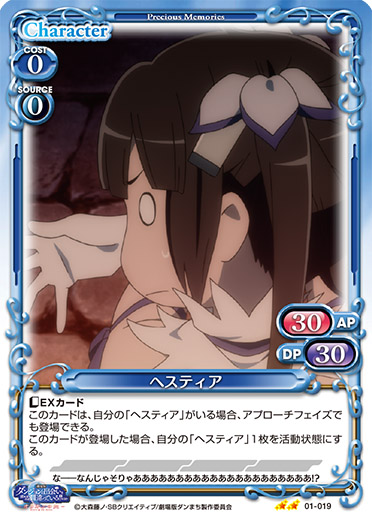 Precious Memories
Character
COST
0
SOURCE
0
30 AP
DP 30
ヘスティア
EXカード
このカードは、自分の「ヘスティア」がいる場合、アプローチフェイズで
も登場できる。
このカードが登場した場合、自分の「ヘスティア」1枚を活動状態にす
る。
なーーなんじゃそりゃあああああああああああああああああああ!?
©大森藤ノ・SBクリエイティブ/劇場版ダンまち製作委員会
01-019